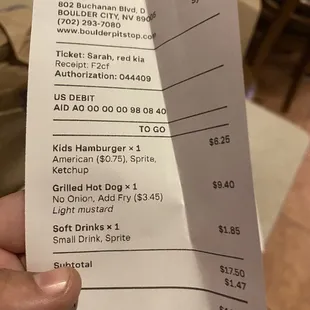 802 Buchanan Blvd, D
BOULDER CITY, NV
(702) 293-7080
www.boulderpitstop.com
Ticket: Sarah, red kia
Receipt: F2cf
Authorization: 044409
US DEBIT
AID A0 00 00 00 98 08 40
TO GO
Kids Hamburger × 1 $6.25
American ($0.75), Sprite,
Ketchup
Grilled Hot Dog × 1 $9.40
No Onion, Add Fry ($3.45)
Light mustard
Soft Drinks × 1 $1.85
Small Drink, Sprite
Subtotal $17.50
$1.47